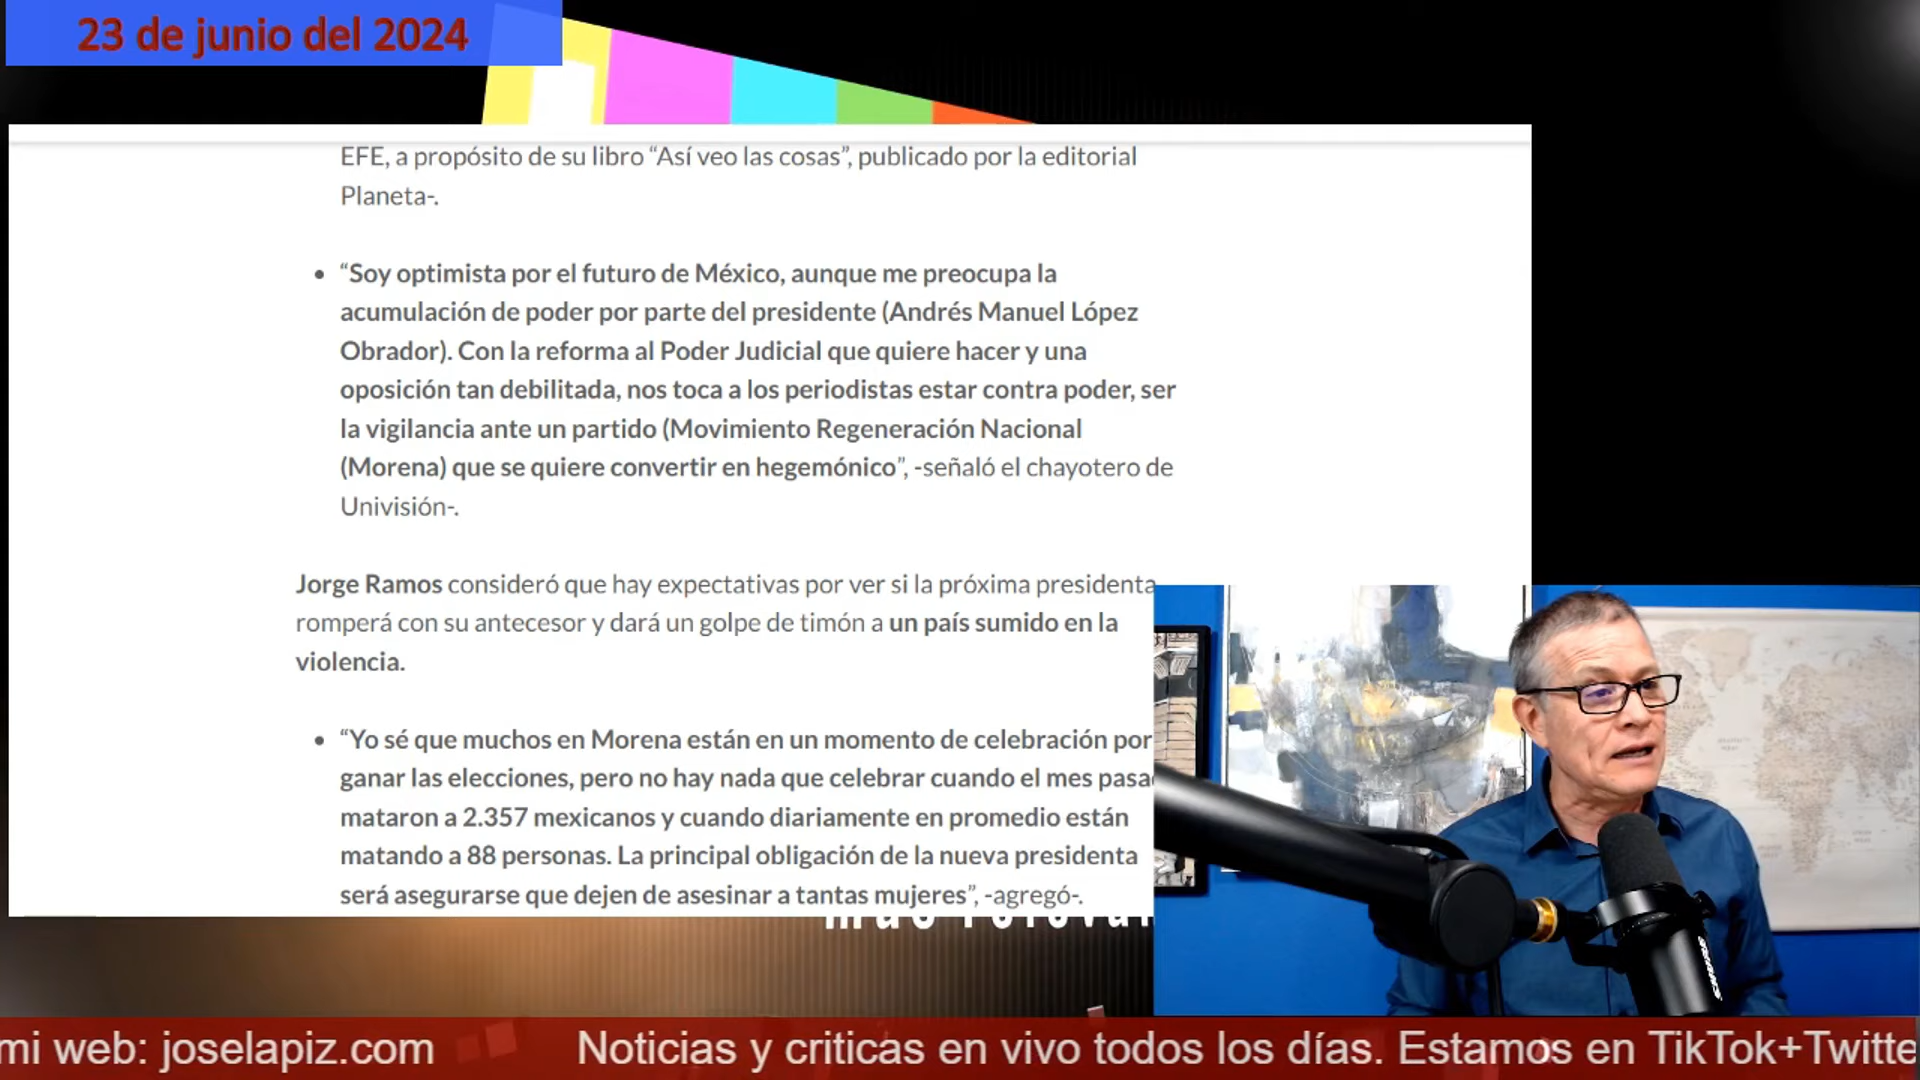 23 de junio del 2024
EFE, a propósito de su libro “Así veo las cosas”, publicado por la editorial
Planeta-.
• “Soy optimista por el futuro de México, aunque me preocupa la
acumulación de poder por parte del presidente (Andrés Manuel López
Obrador). Con la reforma al Poder Judicial que quiere hacer y una
oposición tan debilitada, nos toca a los periodistas estar contra poder, ser
la vigilancia ante un partido (Movimiento Regeneración Nacional
(Morena) que se quiere convertir en hegemónico”, -señaló el chayotero de
Univisión-.
Jorge Ramos consideró que hay expectativas por ver si la próxima presidenta
romperá con su antecesor y dará un golpe de timón a un país sumido en la
violencia.
• “Yo sé que muchos en Morena están en un momento de celebración por
ganar las elecciones, pero no hay nada que celebrar cuando el mes pasa
mataron a 2.357 mexicanos y cuando diariamente en promedio están
matando a 88 personas. La principal obligación de la nueva presidenta
será asegurarse que dejen de asesinar a tantas mujeres”, -agregó-.
mi web: joselapiz.com Noticias y criticas en vivo todos los días. Estamos en TikTok+Twitte